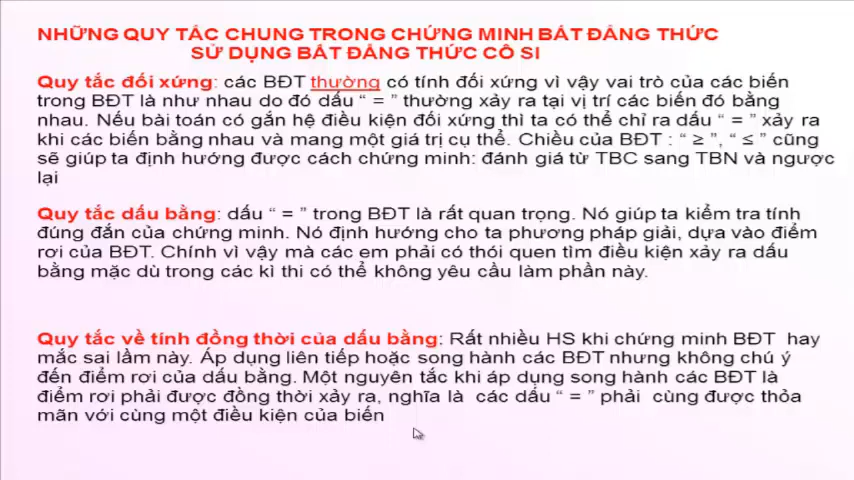 NHỮNG QUY TẮC CHUNG TRONG CHỨNG MINH BẤT ĐẲNG THỨC
SỬ DỤNG BẤT ĐẲNG THỨC CÔ SI
Quy tắc đối xứng: các BĐT thường có tính đối xứng vì vậy vai trò của các biến
trong BĐT là như nhau do đó dấu “ = ” thường xảy ra tại vị trí các biến đó bằng
nhau. Nếu bài toán có gắn hệ điều kiện đối xứng thì ta có thể chỉ ra dấu “ = ” xảy ra
khi các biến bằng nhau và mang một giá trị cụ thể. Chiều của BĐT : “ ≥ ”, “ ≤ ” cũng
sẽ giúp ta định hướng được cách chứng minh: đánh giá từ TBC sang TBN và ngược
lại
Quy tắc dấu bằng: dấu “ = ” trong BĐT là rất quan trọng. Nó giúp ta kiểm tra tính
đúng đắn của chứng minh. Nó định hướng cho ta phương pháp giải, dựa vào điểm
rơi của BĐT. Chính vì vậy mà các em phải có thói quen tìm điều kiện xảy ra dấu
bằng mặc dù trong các kì thi có thể không yêu cầu làm phần này.
Quy tắc về tính đồng thời của dấu bằng: Rất nhiều HS khi chứng minh BĐT hay
mắc sai lầm này. Áp dụng liên tiếp hoặc song hành các BĐT nhưng không chú ý
đến điểm rơi của dấu bằng. Một nguyên tắc khi áp dụng song hành các BĐT là
điểm rơi phải được đồng thời xảy ra, nghĩa là các dấu “ = ” phải cùng được thỏa
mãn với cùng một điều kiện của biến